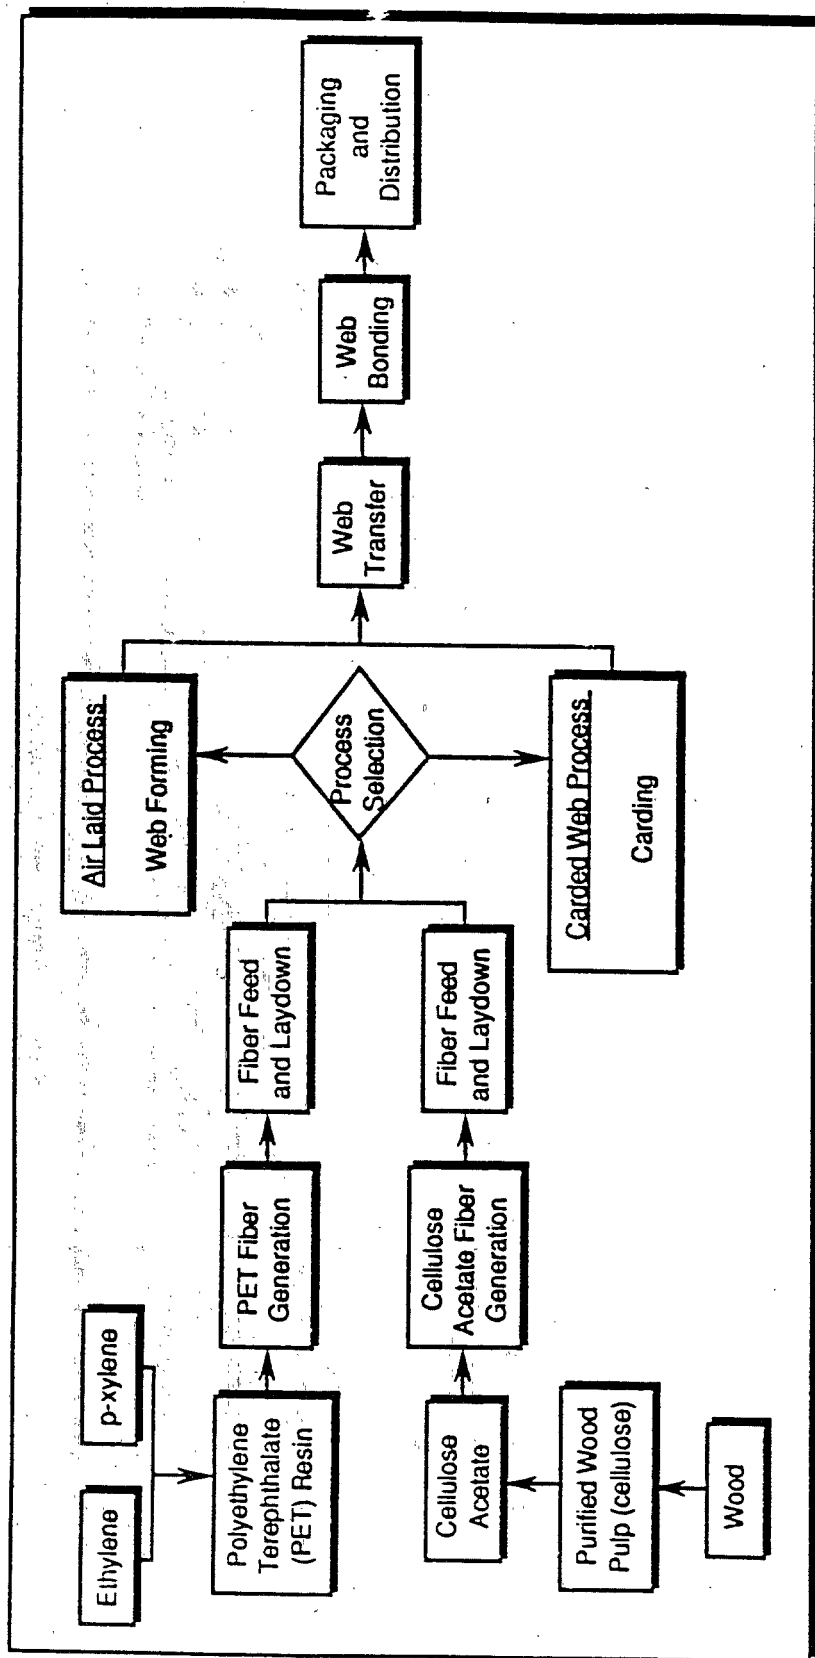 Ethylene
p-xylene
Polyethylene
Terephthalate
(PET) Resin
PET Fiber
Generation
Fiber Feed
and Laydown
Wood
Purified Wood
Pulp (cellulose)
Cellulose
Acetate
Cellulose
Acetate Fiber
Generation
Fiber Feed
and Laydown
Process
Selection
Air Laid Process
Web Forming
Carded Web Process
Carding
Web
Transfer
Web
Bonding
Packaging
and
Distribution